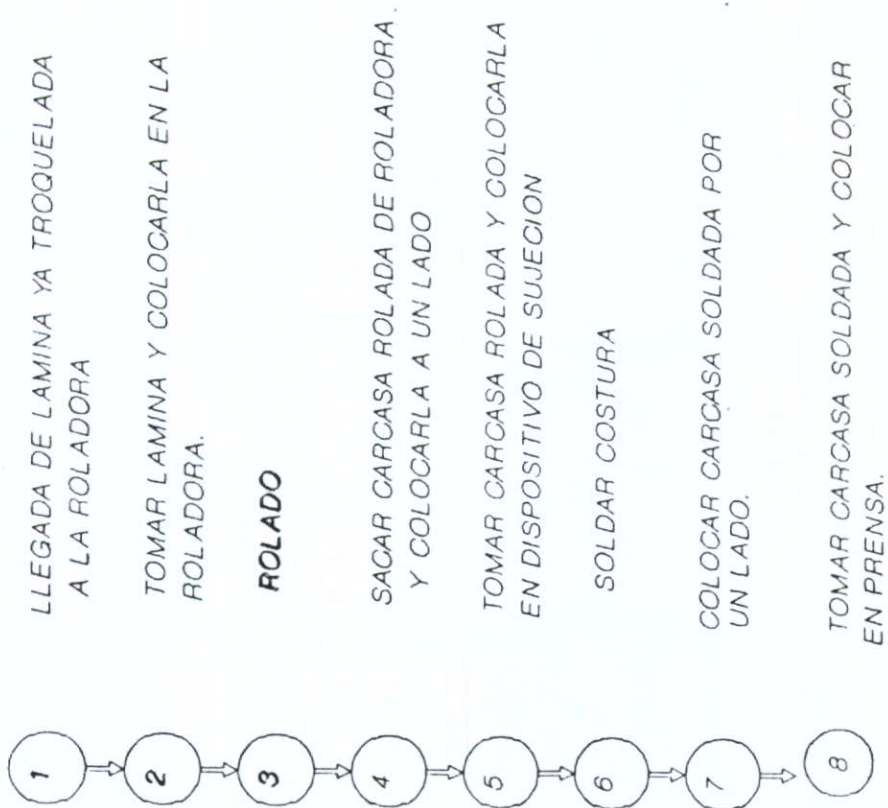 1
LLEGADA DE LAMINA YA TROQUELADA
A LA ROLADORA
2
TOMAR LAMINA Y COLOCARLA EN LA
ROLADORA.
3
ROLADO
4
SACAR CARCASA ROLADA DE ROLADORA.
Y COLOCARLA A UN LADO
5
TOMAR CARCASA ROLADA Y COLOCARLA
EN DISPOSITIVO DE SUJECION
6
SOLDAR COSTURA
7
COLOCAR CARCASA SOLDADA POR
UN LADO.
8
TOMAR CARCASA SOLDADA Y COLOCAR
EN PRENSA.